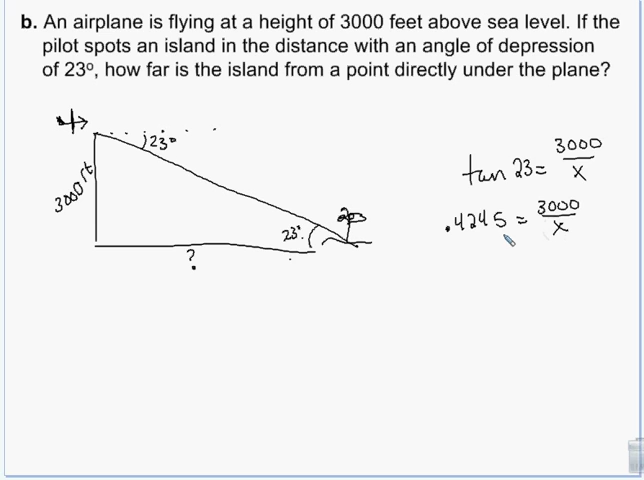 b. An airplane is flying at a height of 3000 feet above sea level. If the
pilot spots an island in the distance with an angle of depression
of 23º, how far is the island from a point directly under the plane?
23°
3000 ft
23°
?
tan 23 = 3000/x
.4245 = 3000/x